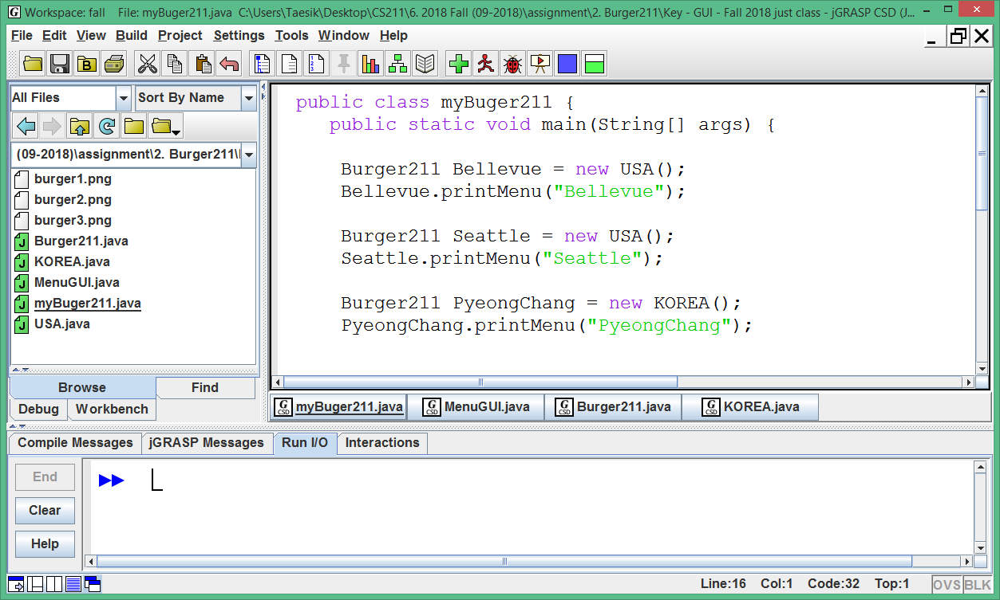 Workspace: fall File: myBuger211.java C:\Users\Taesik\Desktop\CS211\6. 2018 Fall (09-2018)\assignment\2. Burger211\Key - GUI - Fall 2018 just class - jGRASP CSD (J...
File Edit View Build Project Settings Tools Window Help
All Files Sort By Name
(09-2018)\assignment\2. Burger211\
burger1.png
burger2.png
burger3.png
Burger211.java
KOREA.java
MenuGUI.java
myBuger211.java
USA.java
Browse Find
Debug Workbench
public class myBuger211 {
public static void main(String[] args) {
Burger211 Bellevue = new USA();
Bellevue.printMenu("Bellevue");
Burger211 Seattle = new USA();
Seattle.printMenu("Seattle");
Burger211 PyeongChang = new KOREA();
PyeongChang.printMenu("PyeongChang");
myBuger211.java MenuGUI.java Burger211.java KOREA.java
Compile Messages jGRASP Messages Run I/O Interactions
End
Clear
Help
Line:16 Col:1 Code:32 Top:1 OVS BLK